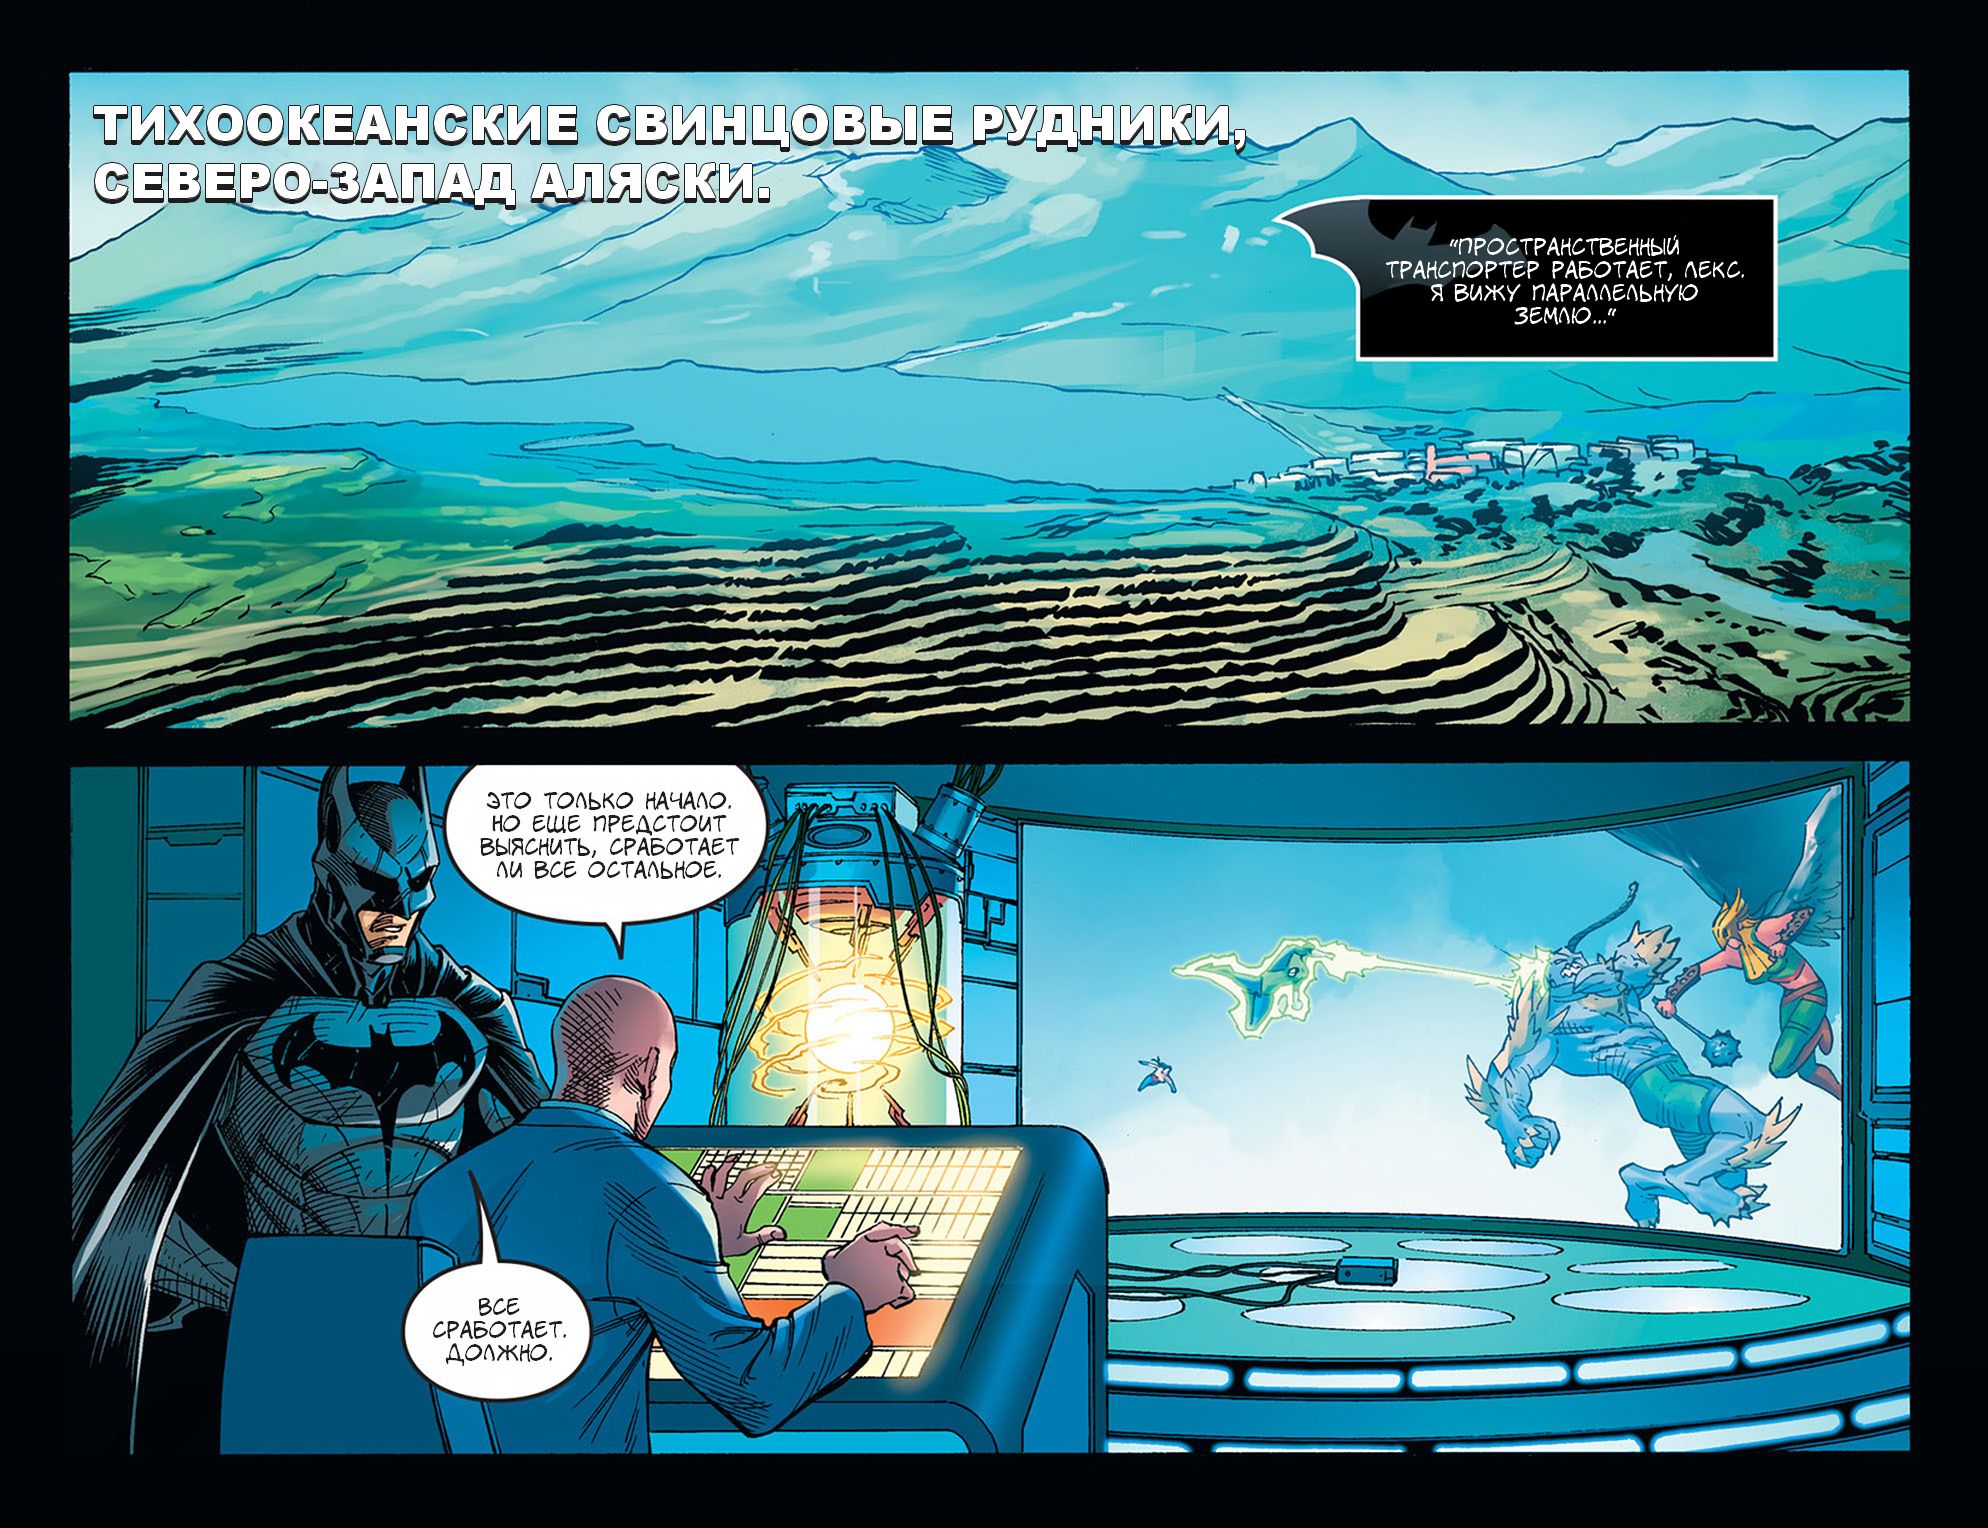 ТИХООКЕАНСКИЕ СВИНЦОВЫЕ РУДНИКИ,
СЕВЕРО-ЗАПАД АЛЯСКИ.
"ПРОСТРАНСТВЕННЫЙ
ТРАНСПОРТЕР РАБОТАЕТ, ЛЕКС.
Я ВИЖУ ПАРАЛЛЕЛЬНУЮ
ЗЕМЛЮ..."
ЭТО ТОЛЬКО НАЧАЛО.
НО ЕЩЕ ПРЕДСТОИТ
ВЫЯСНИТЬ, СРАБОТАЕТ
ЛИ ВСЕ ОСТАЛЬНОЕ.
ВСЕ
СРАБОТАЕТ.
ДОЛЖНО.